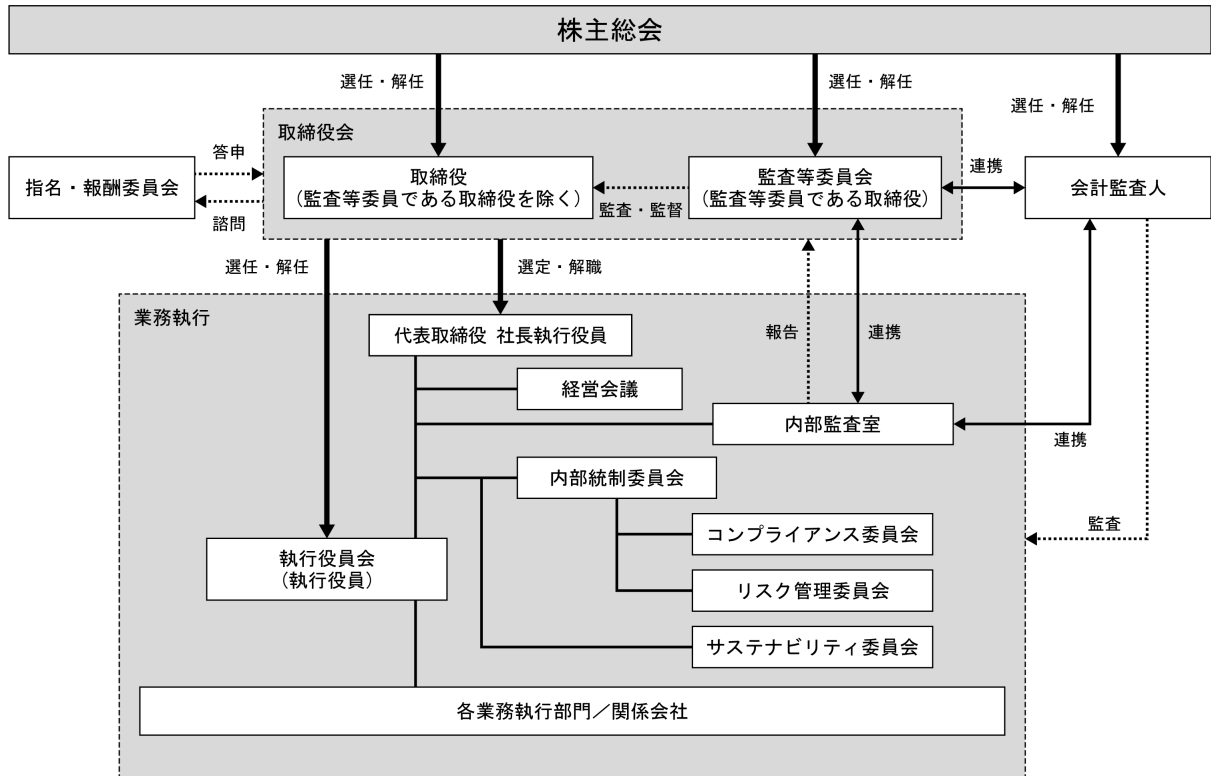 株主総会
選任・解任
選任・解任
選任・解任
取締役会
答申
指名・報酬委員会
諮問
取締役
(監査等委員である取締役を除く)
監査・監督
監査等委員会
(監査等委員である取締役)
連携
会計監査人
選任・解任
選定・解職
業務執行
代表取締役 社長執行役員
報告
連携
経営会議
内部監査室
連携
内部統制委員会
コンプライアンス委員会
監査
執行役員会
(執行役員)
リスク管理委員会
サステナビリティ委員会
各業務執行部門／関係会社